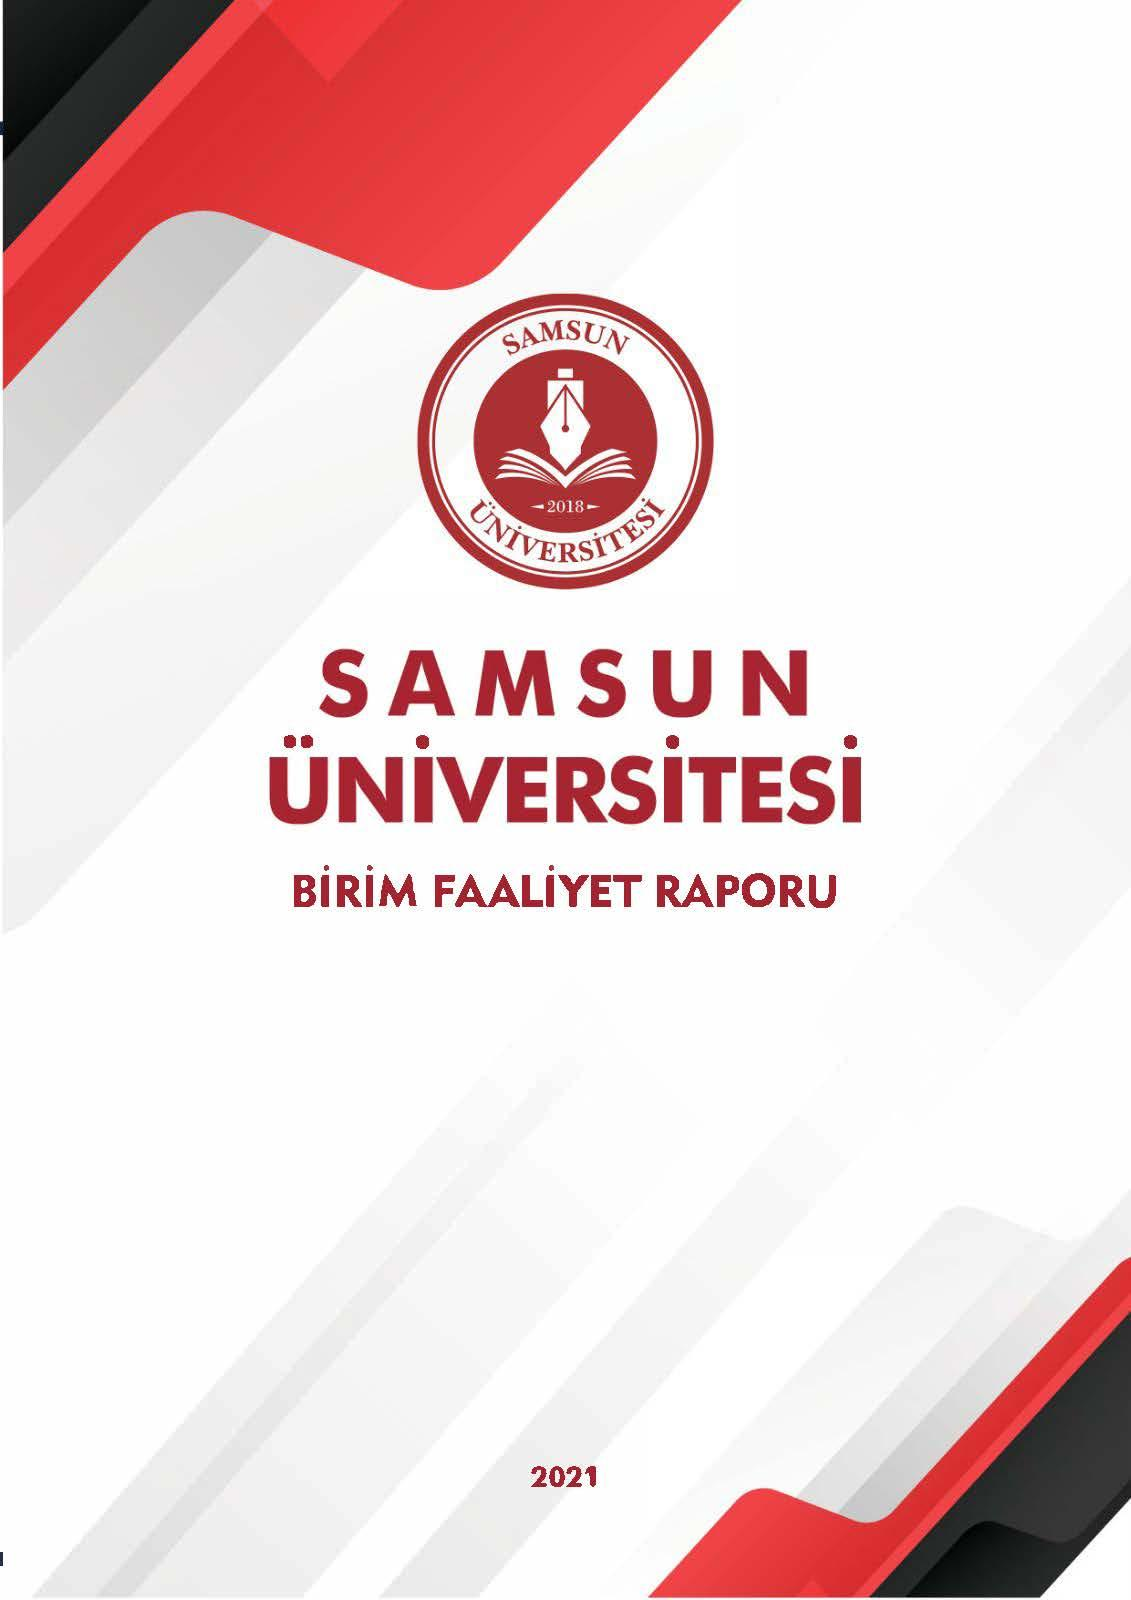 SAMSUN
2018
ÜNİVERSİTESİ
SAMSUN
ÜNİVERSİTESİ
BİRİM FAALİYET RAPORU
2021